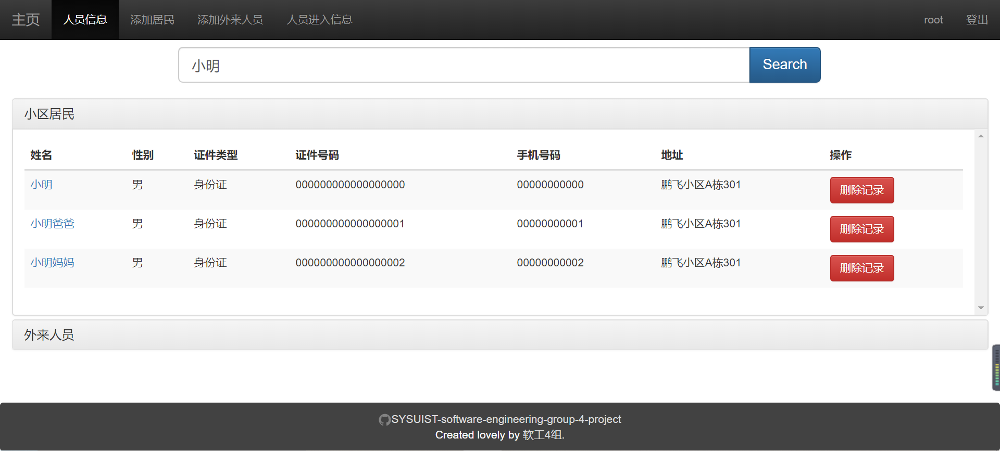 主页 人员信息 添加居民 添加外来人员 人员进入信息 root 登出
小明 Search
小区居民
姓名 性别 证件类型 证件号码 手机号码 地址 操作
小明 男 身份证 000000000000000000 00000000000 鹏飞小区A栋301 删除记录
小明爸爸 男 身份证 000000000000000001 00000000001 鹏飞小区A栋301 删除记录
小明妈妈 男 身份证 000000000000000002 00000000002 鹏飞小区A栋301 删除记录
外来人员
SYSUIST-software-engineering-group-4-project
Created lovely by 软工4组.